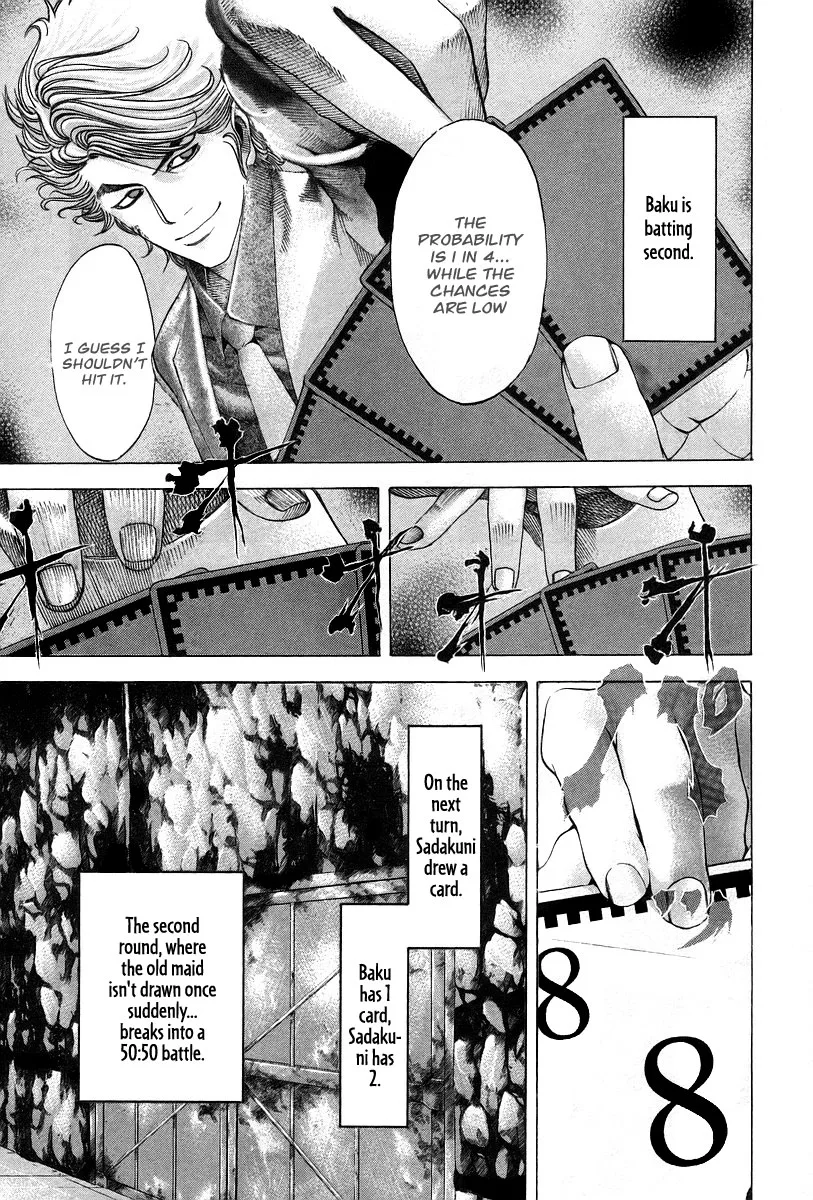 Baku is
batting
second.
THE
PROBABILITY
IS 1 IN 4...
WHILE THE
CHANCES
ARE LOW
I GUESS I
SHOULDN'T
HIT IT.
8
8
On the
next
turn,
Sadakuni
drew a
card.
Baku
has 1
card,
Sadaku-
ni has
2.
The second
round, where
the old maid
isn't drawn once
suddenly...
breaks into a
50:50 battle.